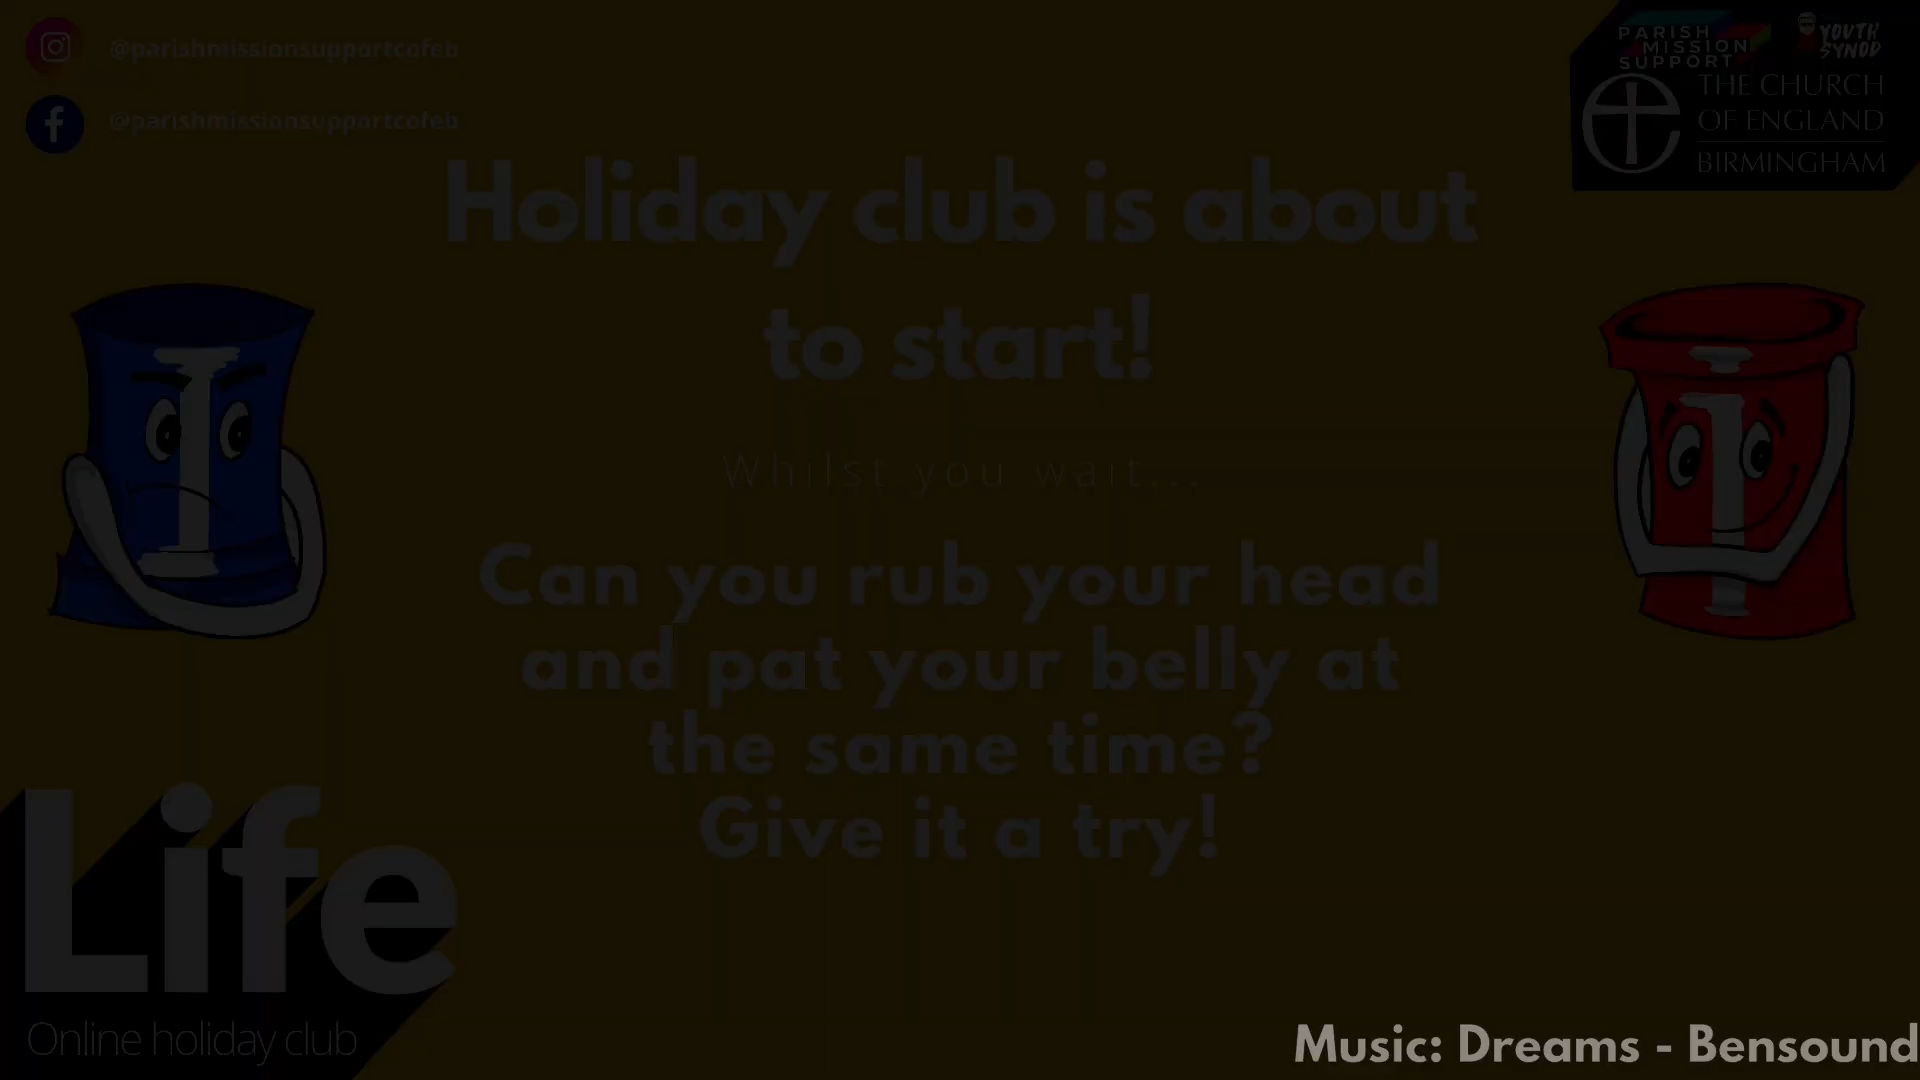 @parishmissionsupportcofeb
@parishmissionsupportcofeb
PARISH
MISSION
SUPPORT
YOUTH
SYNOD
THE CHURCH
OF ENGLAND
BIRMINGHAM
Holiday club is about
to start!
Whilst you wait...
Can you rub your head
and pat your belly at
the same time?
Give it a try!
Life
Online holiday club
Music: Dreams - Bensound